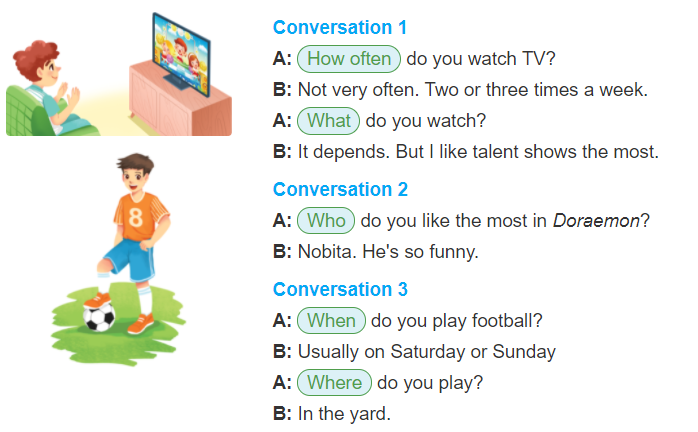 Conversation 1
A: How often do you watch TV?
B: Not very often. Two or three times a week.
A: What do you watch?
B: It depends. But I like talent shows the most.
Conversation 2
A: Who do you like the most in Doraemon?
B: Nobita. He's so funny.
Conversation 3
A: When do you play football?
B: Usually on Saturday or Sunday
A: Where do you play?
B: In the yard.
8